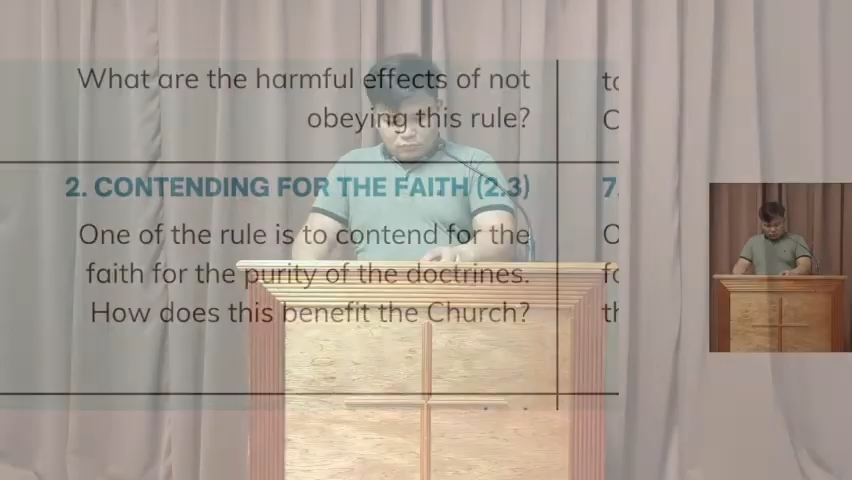 What are the harmful effects of not
obeying this rule?
2. CONTENDING FOR THE FAITH (2.3)
7.
One of the rule is to contend for the
faith for the purity of the doctrines.
How does this benefit the Church?